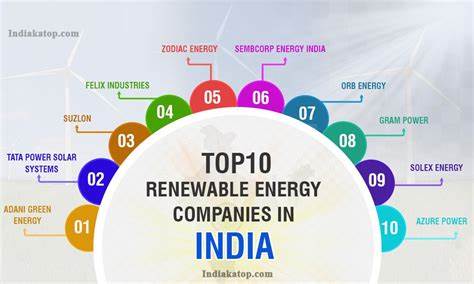 Indiakatop.com
ZODIAC ENERGY
SEMBCORP ENERGY INDIA
FELIX INDUSTRIES
05
06
ORB ENERGY
04
07
SUZLON
GRAM POWER
03
08
TATA POWER SOLAR
SYSTEMS
02
09
SOLEX ENERGY
ADANI GREEN
ENERGY
01
10
AZURE POWER
TOP10
RENEWABLE ENERGY
COMPANIES IN
INDIA
Indiakatop.com